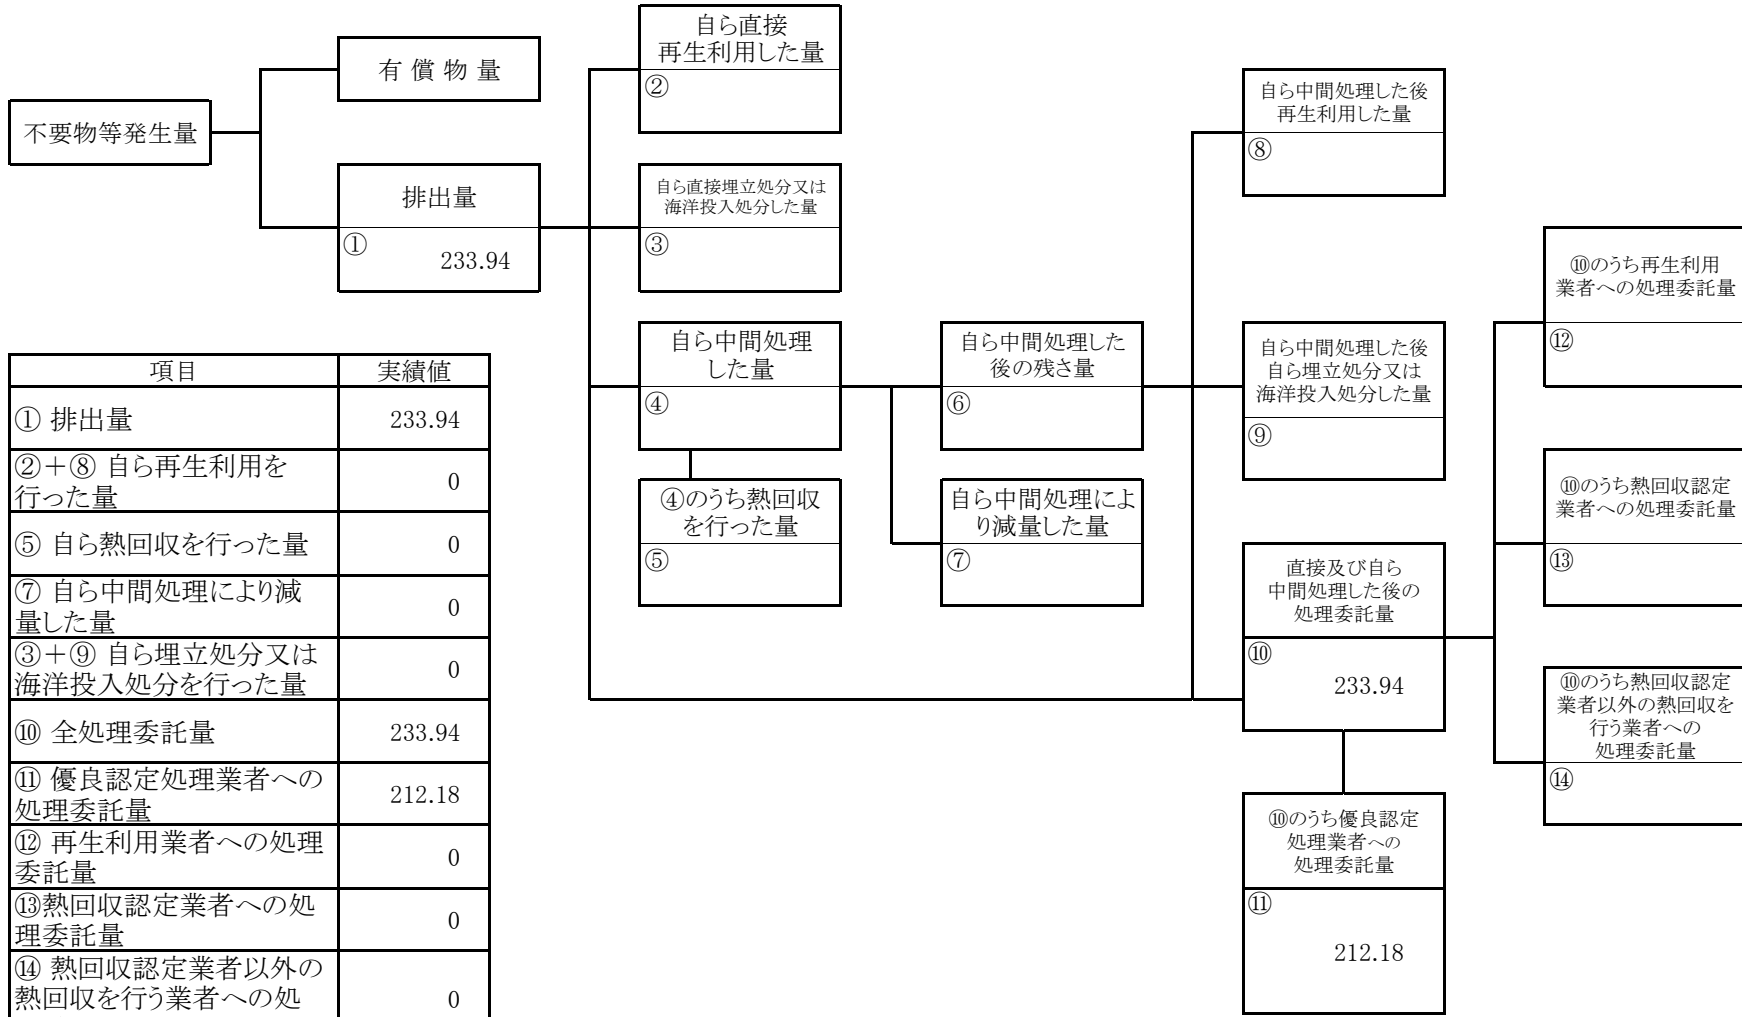 不要物等発生量
有 償 物 量
排出量
①
233.94
自ら直接
再生利用した量
②
自ら直接埋立処分又は
海洋投入処分した量
③
自ら中間処理
した量
④
④のうち熱回収
を行った量
⑤
自ら中間処理した
後の残さ量
⑥
自ら中間処理によ
り減量した量
⑦
自ら中間処理した後
再生利用した量
⑧
自ら中間処理した後
自ら埋立処分又は
海洋投入処分した量
⑨
直接及び自ら
中間処理した後の
処理委託量
⑩
233.94
⑩のうち優良認定
処理業者への
処理委託量
⑪
212.18
⑩のうち再生利用
業者への処理委託量
⑫
⑩のうち熱回収認定
業者への処理委託量
⑬
⑩のうち熱回収認定
業者以外の熱回収を
行う業者への
処理委託量
⑭
項目 実績値
① 排出量 233.94
②＋⑧ 自ら再生利用を
行った量 0
⑤ 自ら熱回収を行った量 0
⑦ 自ら中間処理により減
量した量 0
③＋⑨ 自ら埋立処分又は
海洋投入処分を行った量 0
⑩ 全処理委託量 233.94
⑪ 優良認定処理業者への
処理委託量 212.18
⑫ 再生利用業者への処理
委託量 0
⑬熱回収認定業者への処
理委託量 0
⑭ 熱回収認定業者以外の
熱回収を行う業者への処 0